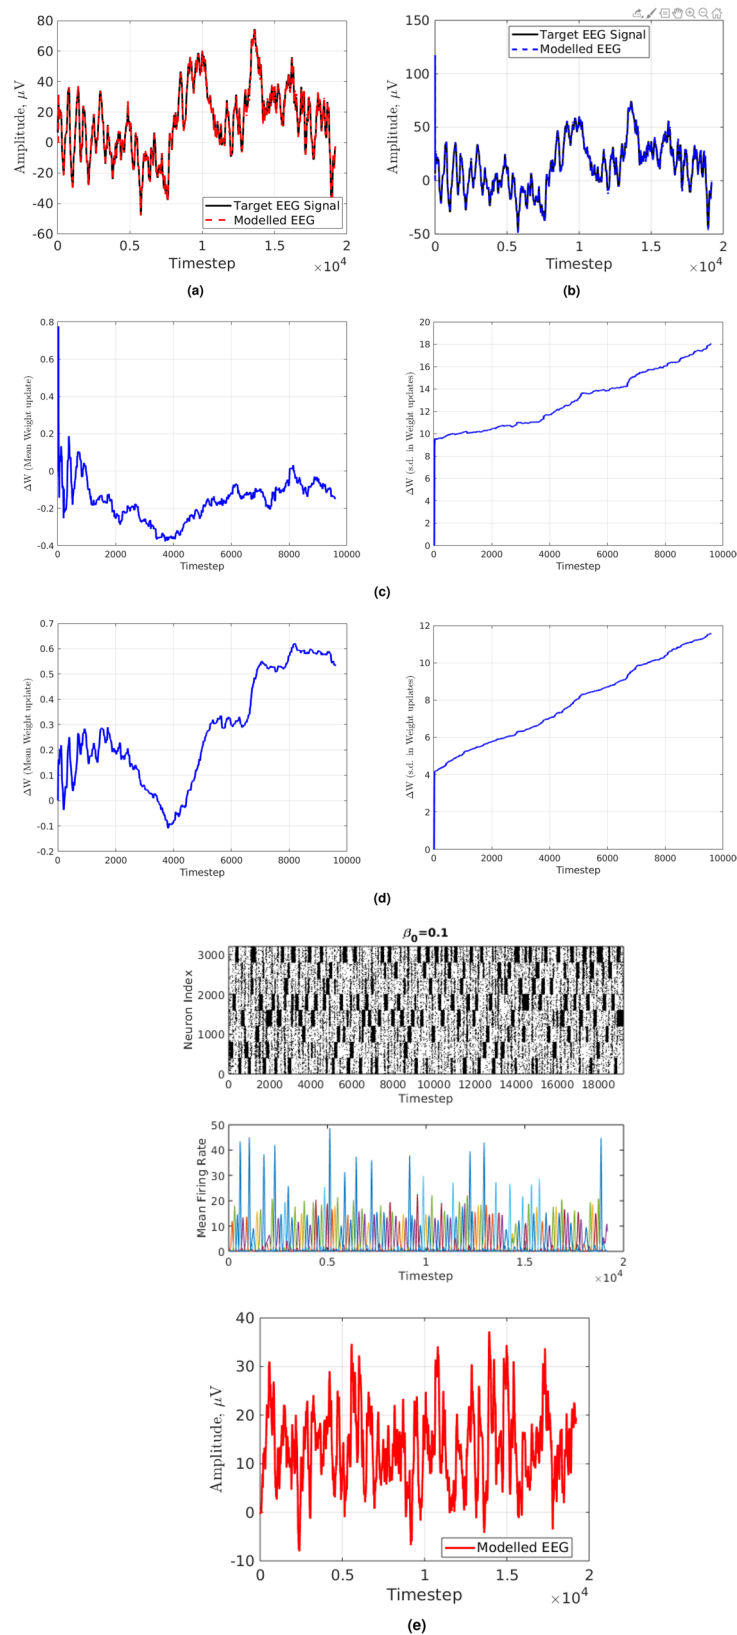 80
60
40
20
0
-20
-40
-60
Amplitude, μV
Target EEG Signal
Modelled EEG
0 0.5 1 1.5 2
Timestep
×10⁴
(a)
150
100
50
0
-50
Amplitude, μV
Target EEG Signal
Modelled EEG
0 0.5 1 1.5 2
Timestep
×10⁴
(b)
0.8
0.6
0.4
0.2
0
-0.2
-0.4
ΔW (Mean Weight update)
0 2000 4000 6000 8000 10000
Timestep
20
18
16
14
12
10
8
6
4
2
0
ΔW (s.d. in Weight updates)
0 2000 4000 6000 8000 10000
Timestep
(c)
0.7
0.6
0.5
0.4
0.3
0.2
0.1
0
-0.1
-0.2
ΔW (Mean Weight update)
0 2000 4000 6000 8000 10000
Timestep
12
10
8
6
4
2
0
ΔW (s.d. in Weight updates)
0 2000 4000 6000 8000 10000
Timestep
(d)
β₀=0.1
3000
2000
1000
0
Neuron Index
0 2000 4000 6000 8000 10000 12000 14000 16000 18000
Timestep
50
40
30
20
10
0
Mean Firing Rate
0 0.5 1 1.5 2
Timestep
×10⁴
40
30
20
10
0
-10
Amplitude, μV
Modelled EEG
0 0.5 1 1.5 2
Timestep
×10⁴
(e)